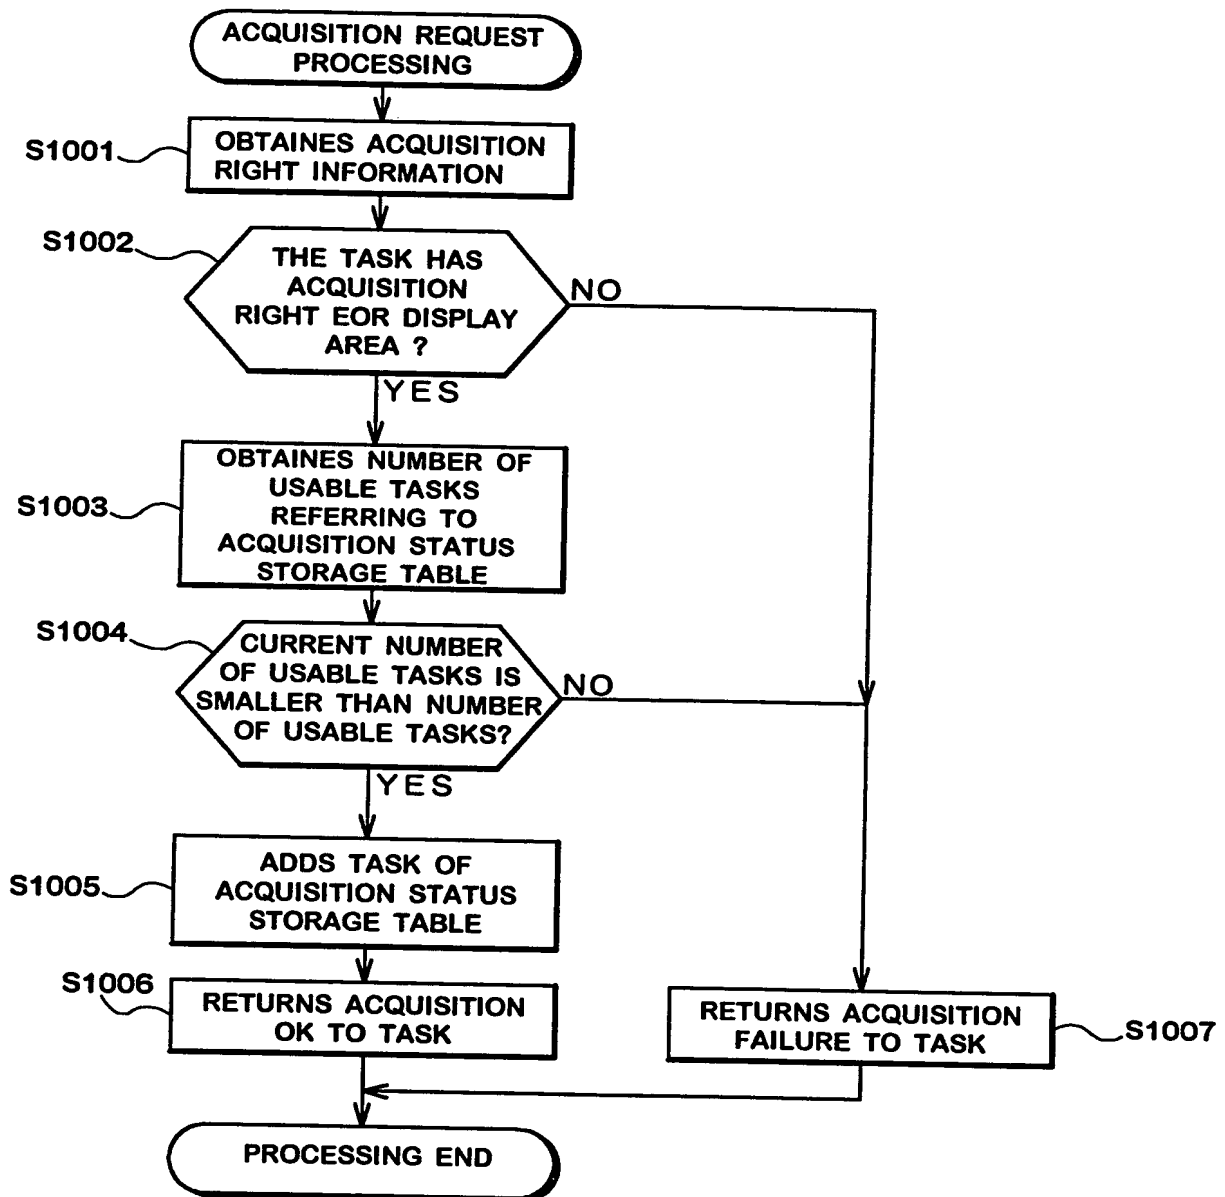 ACQUISITION REQUEST
PROCESSING
S1001
OBTAINES ACQUISITION
RIGHT INFORMATION
S1002
THE TASK HAS
ACQUISITION
RIGHT EOR DISPLAY
AREA ?
NO
YES
S1003
OBTAINES NUMBER OF
USABLE TASKS
REFERRING TO
ACQUISITION STATUS
STORAGE TABLE
S1004
CURRENT NUMBER
OF USABLE TASKS IS
SMALLER THAN NUMBER
OF USABLE TASKS?
NO
YES
S1005
ADDS TASK OF
ACQUISITION STATUS
STORAGE TABLE
S1006
RETURNS ACQUISITION
OK TO TASK
RETURNS ACQUISITION
FAILURE TO TASK
S1007
PROCESSING END